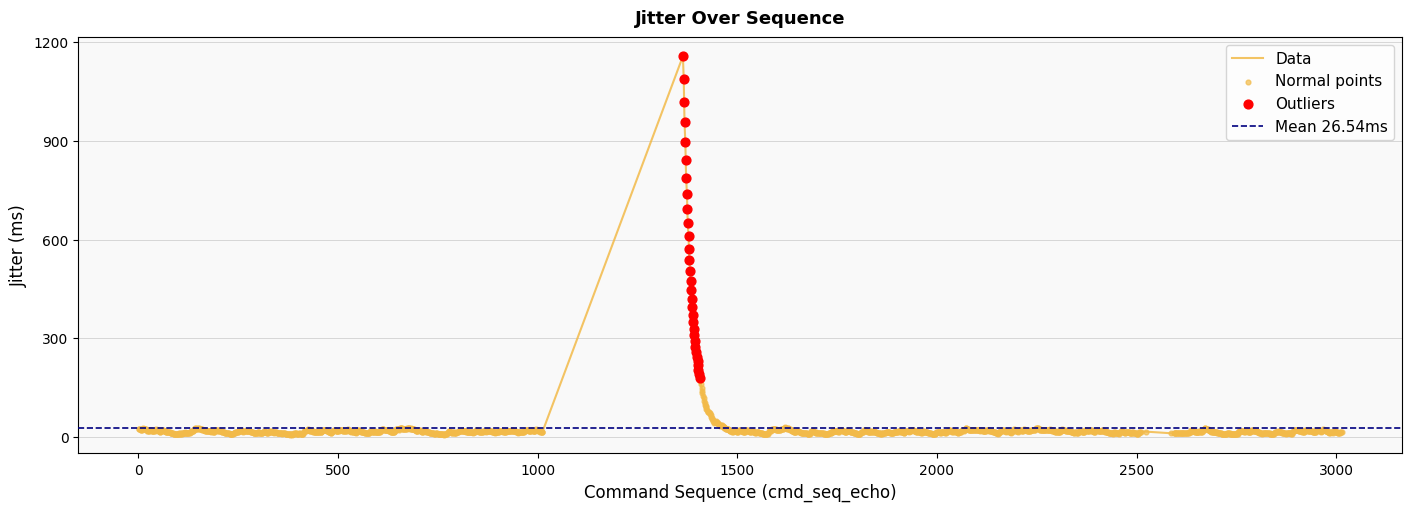 Jitter Over Sequence
1200
900
600
300
0
Jitter (ms)
Data
Normal points
Outliers
Mean 26.54ms
0
500
1000
1500
2000
2500
3000
Command Sequence (cmd_seq_echo)